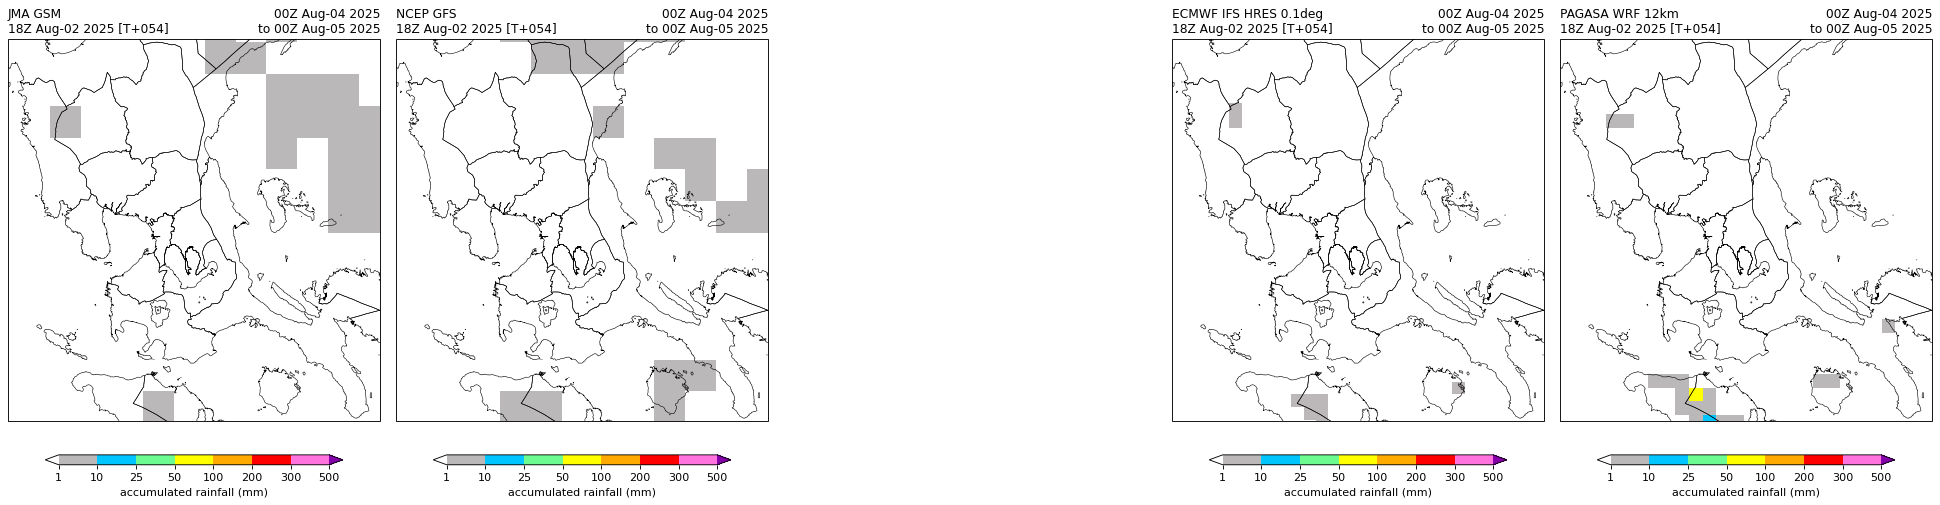 JMA GSM
00Z Aug-04 2025
18Z Aug-02 2025 [T+054]
to 00Z Aug-05 2025
NCEP GFS
00Z Aug-04 2025
18Z Aug-02 2025 [T+054]
to 00Z Aug-05 2025
ECMWF IFS HRES 0.1deg
00Z Aug-04 2025
18Z Aug-02 2025 [T+054]
to 00Z Aug-05 2025
PAGASA WRF 12km
00Z Aug-04 2025
18Z Aug-02 2025 [T+054]
to 00Z Aug-05 2025
1 10 25 50 100 200 300 500
accumulated rainfall (mm)
1 10 25 50 100 200 300 500
accumulated rainfall (mm)
1 10 25 50 100 200 300 500
accumulated rainfall (mm)
1 10 25 50 100 200 300 500
accumulated rainfall (mm)